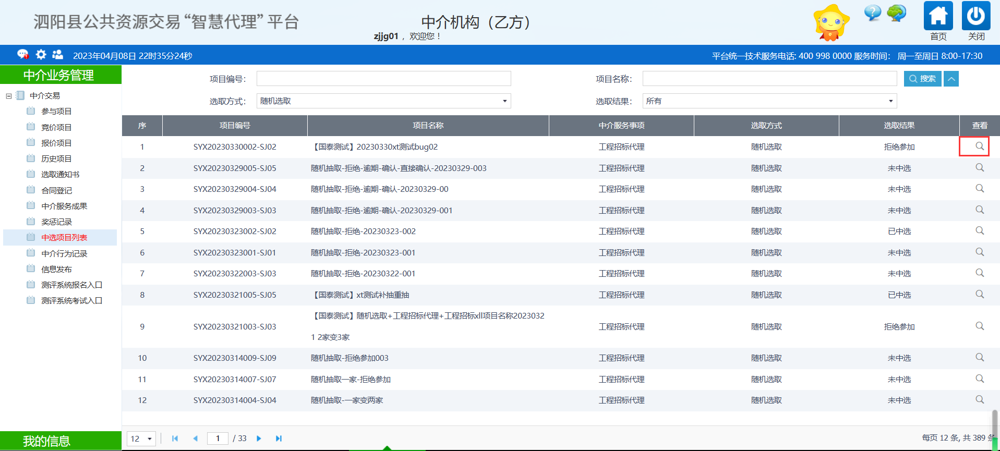 泗阳县公共资源交易“智慧代理”平台
中介机构（乙方）
zjjg01 ，欢迎您！
首页
关闭
2023年04月08日 22时35分24秒
平台统一技术服务电话: 400 998 0000 服务时间: 周一至周日 8:00-17:30
中介业务管理
中介交易
参与项目
竞价项目
报价项目
历史项目
选取通知书
合同登记
中介服务成果
奖惩记录
中选项目列表
中介行为记录
信息发布
测评系统报名入口
测评系统考试入口
我的信息
项目编号：
项目名称：
搜索
选取方式： 随机选取
选取结果： 所有
序 项目编号 项目名称 中介服务事项 选取方式 选取结果 查看
1 SYX20230330002-SJ02 【国泰测试】20230330xt测试bug02 工程招标代理 随机选取 拒绝参加
2 SYX20230329005-SJ05 随机抽取-拒绝-逾期-确认-直接确认-20230329-003 工程招标代理 随机选取 未中选
3 SYX20230329004-SJ04 随机抽取-拒绝-逾期-确认-20230329-00 工程招标代理 随机选取 未中选
4 SYX20230329003-SJ03 随机抽取-拒绝-逾期-确认-20230329-001 工程招标代理 随机选取 未中选
5 SYX20230323002-SJ02 随机抽取-拒绝-20230323-002 工程招标代理 随机选取 已中选
6 SYX20230323001-SJ01 随机抽取-拒绝-20230323-001 工程招标代理 随机选取 未中选
7 SYX20230322003-SJ03 随机抽取-拒绝-20230322-001 工程招标代理 随机选取 未中选
8 SYX20230321005-SJ05 【国泰测试】xt测试补抽重抽 工程招标代理 随机选取 已中选
9 SYX20230321003-SJ03 【国泰测试】随机选取+工程招标代理+工程招标xll项目名称2023032
1 2家变3家 工程招标代理 随机选取 拒绝参加
10 SYX20230314009-SJ09 随机抽取-拒绝参加003 工程招标代理 随机选取 未中选
11 SYX20230314007-SJ07 随机抽取一家-拒绝参加 工程招标代理 随机选取 未中选
12 SYX20230314004-SJ04 随机抽取-一家变两家 工程招标代理 随机选取 未中选
12 1 / 33
每页 12 条, 共 389 条